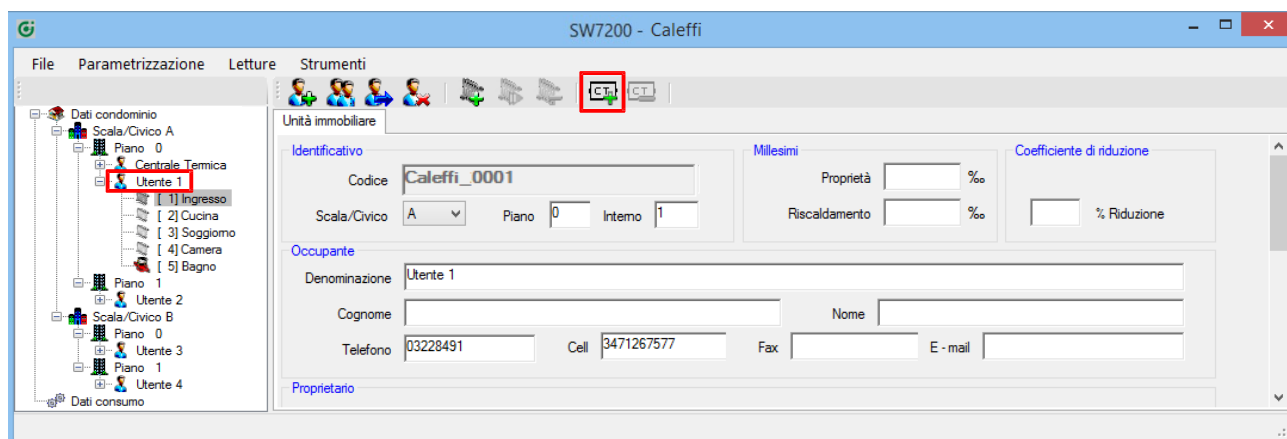 SW7200 - Caleffi
File Parametrizzazione Letture Strumenti
CT CT
Dati condominio
Scala/Civico A
Piano 0
Centrale Termica
Utente 1
[ 1] Ingresso
[ 2] Cucina
[ 3] Soggiorno
[ 4] Camera
[ 5] Bagno
Piano 1
Utente 2
Scala/Civico B
Piano 0
Utente 3
Piano 1
Utente 4
Dati consumo
Unità immobiliare
Identificativo
Codice Caleffi_0001
Scala/Civico A Piano 0 Interno 1
Millesimi
Proprietà ‰
Riscaldamento ‰
Coefficiente di riduzione
% Riduzione
Occupante
Denominazione Utente 1
Cognome Nome
Telefono 03228491 Cell 3471267577 Fax E - mail
Proprietario